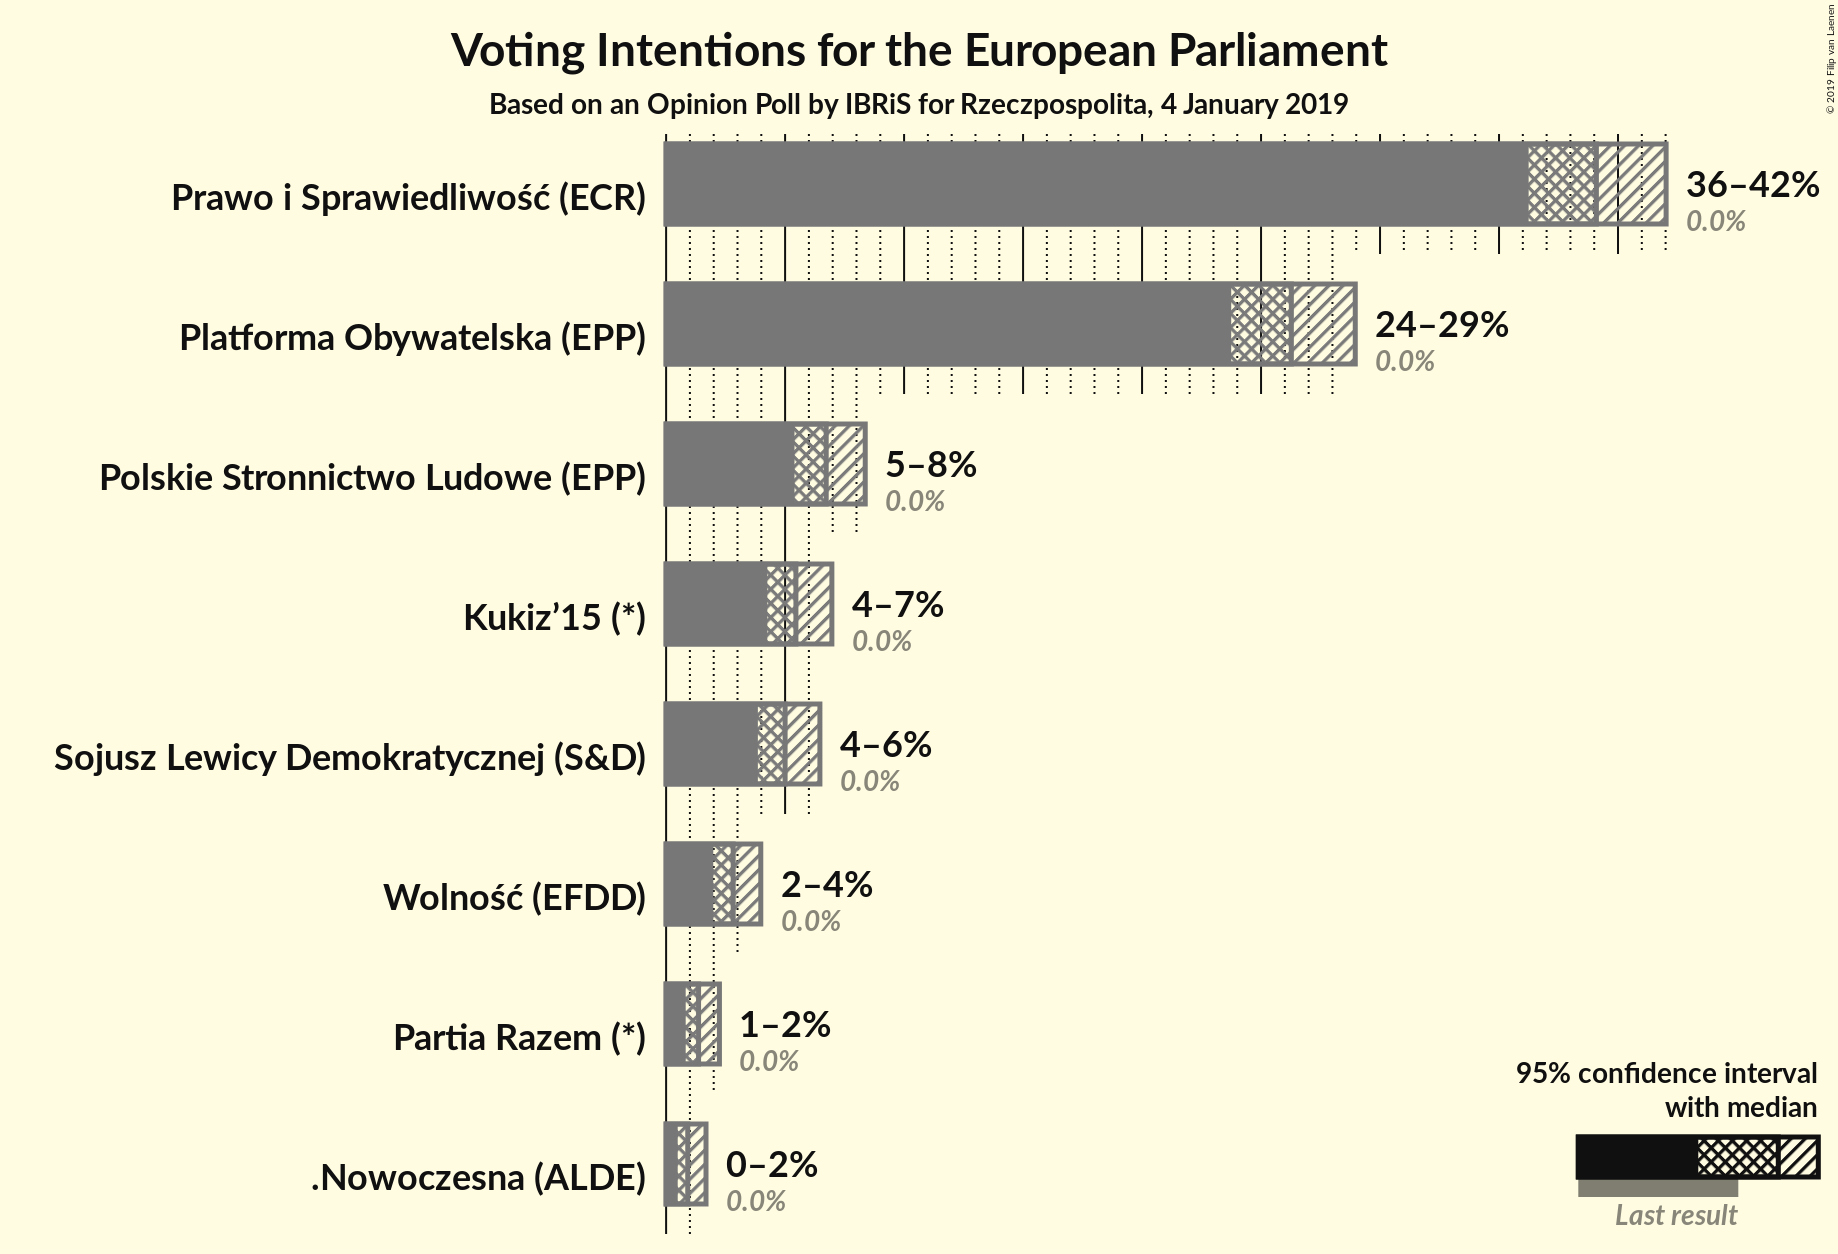 Voting Intentions for the European Parliament
Based on an Opinion Poll by IBRiS for Rzeczpospolita, 4 January 2019
© 2019 Filip van Laenen
Prawo i Sprawiedliwość (ECR)
36–42%
0.0%
Platforma Obywatelska (EPP)
24–29%
0.0%
Polskie Stronnictwo Ludowe (EPP)
5–8%
0.0%
Kukiz’15 (*)
4–7%
0.0%
Sojusz Lewicy Demokratycznej (S&D)
4–6%
0.0%
Wolność (EFDD)
2–4%
0.0%
Partia Razem (*)
1–2%
0.0%
.Nowoczesna (ALDE)
0–2%
0.0%
95% confidence interval
with median
Last result